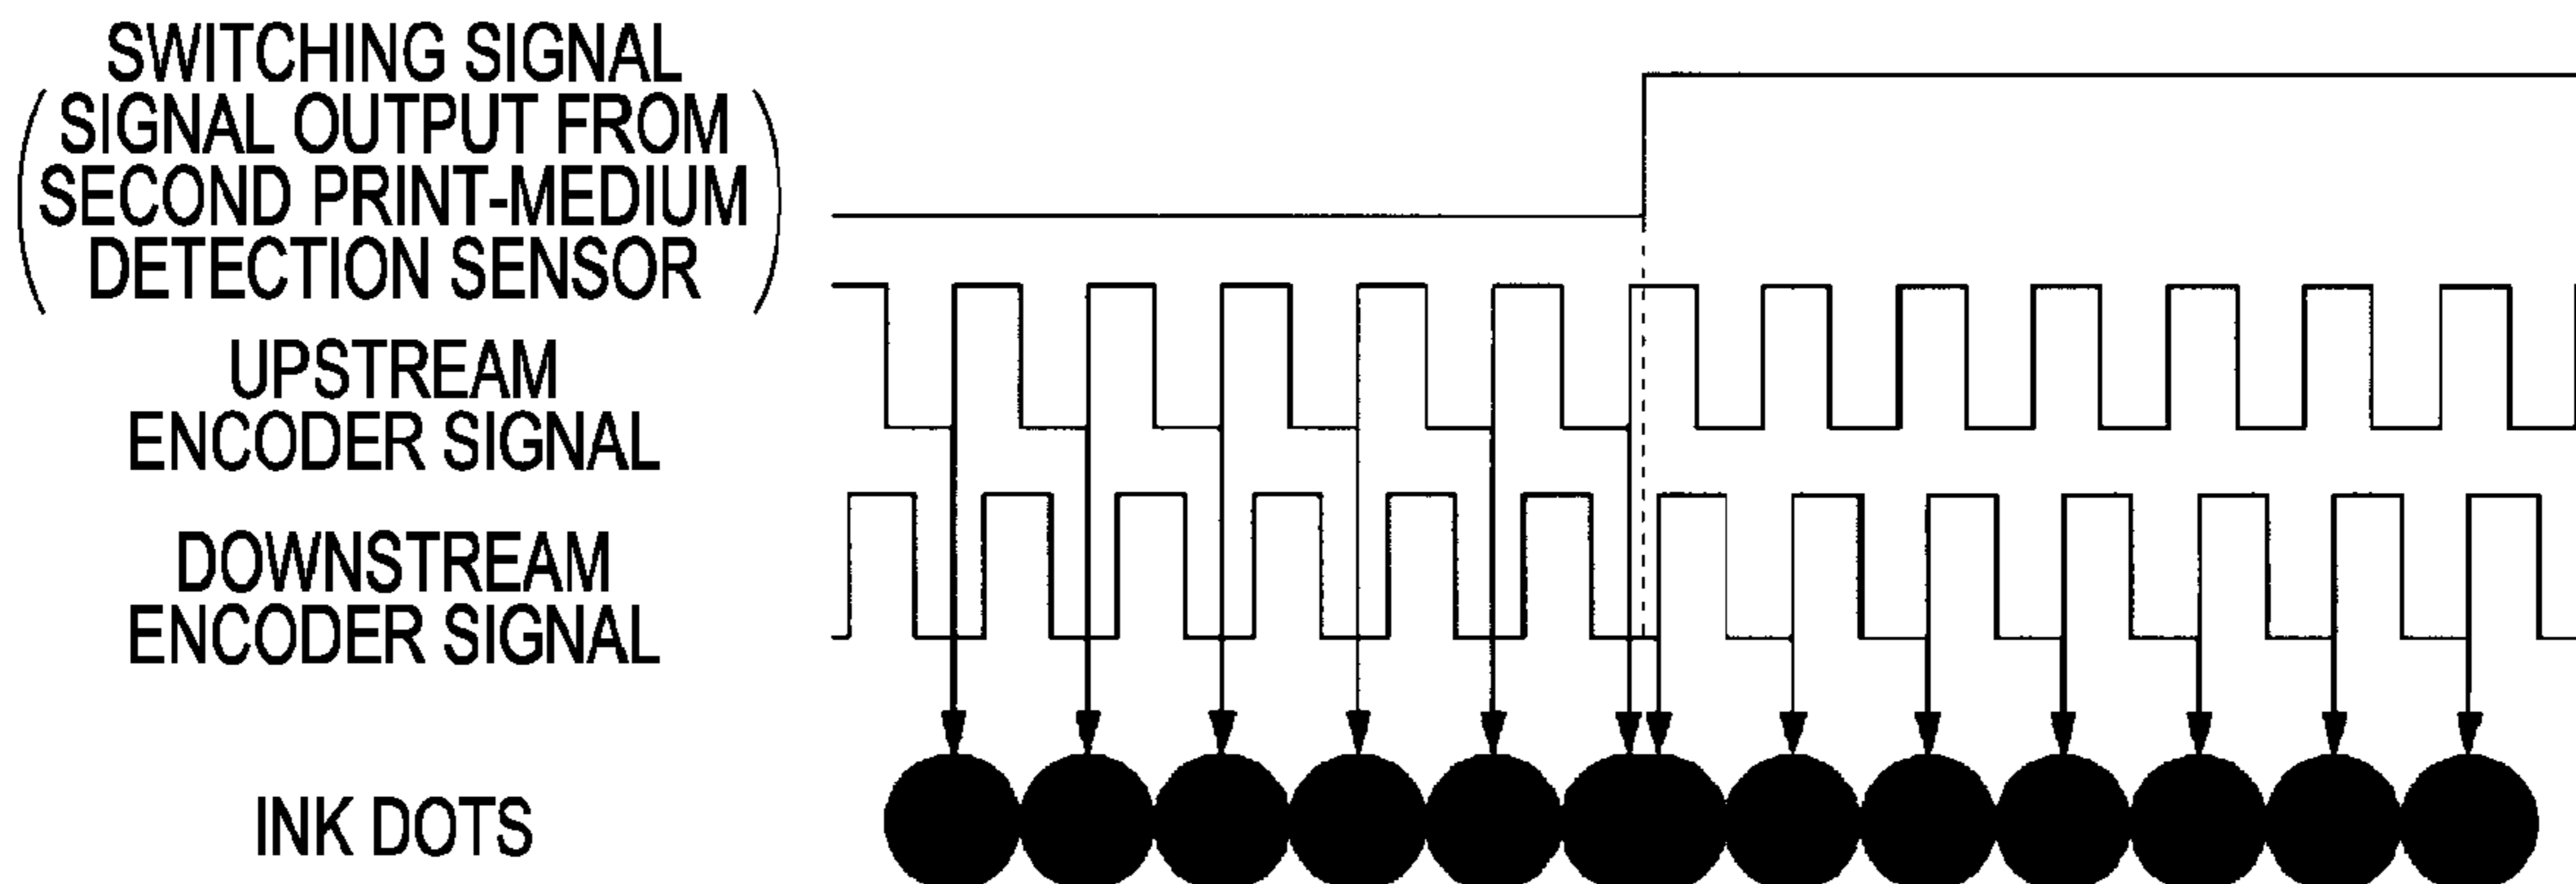 SWITCHING SIGNAL
(SIGNAL OUTPUT FROM
SECOND PRINT-MEDIUM
DETECTION SENSOR)
UPSTREAM
ENCODER SIGNAL
DOWNSTREAM
ENCODER SIGNAL
INK DOTS